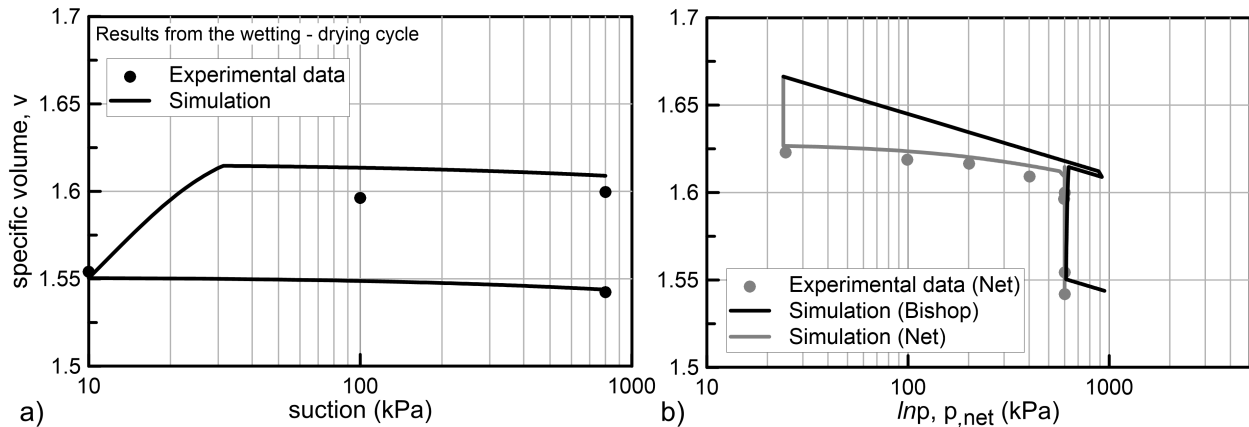 1.7
Results from the wetting - drying cycle
Experimental data
Simulation
1.65
1.6
1.55
1.5
specific volume, v
10
100
1000
suction (kPa)
a)
1.7
1.65
1.6
1.55
1.5
Experimental data (Net)
Simulation (Bishop)
Simulation (Net)
10
100
1000
lnp, p,net (kPa)
b)